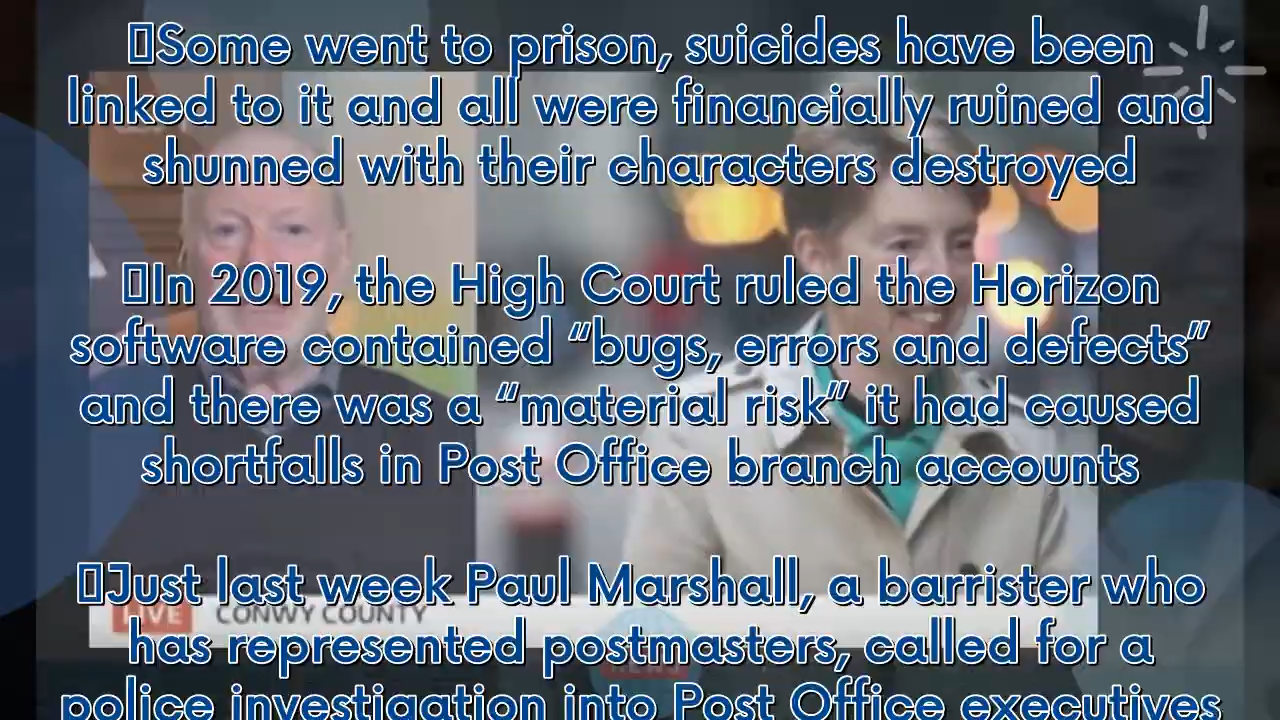 Some went to prison, suicides have been
linked to it and all were financially ruined and
shunned with their characters destroyed
In 2019, the High Court ruled the Horizon
software contained “bugs, errors and defects”
and there was a “material risk” it had caused
shortfalls in Post Office branch accounts
Just last week Paul Marshall, a barrister who
LIVE CONWY COUNTY
has represented postmasters, called for a
police investigation into Post Office executives